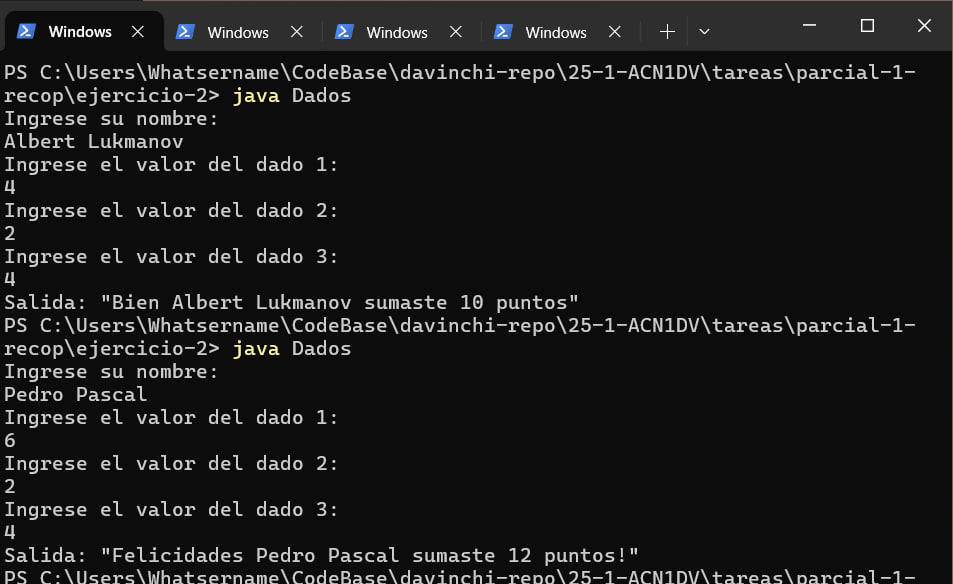 Windows Windows Windows Windows
PS C:\Users\Whatsername\CodeBase\davinchi-repo\25-1-ACN1DV\tareas\parcial-1-
recop\ejercicio-2> java Dados
Ingrese su nombre:
Albert Lukmanov
Ingrese el valor del dado 1:
4
Ingrese el valor del dado 2:
2
Ingrese el valor del dado 3:
4
Salida: "Bien Albert Lukmanov sumaste 10 puntos"
PS C:\Users\Whatsername\CodeBase\davinchi-repo\25-1-ACN1DV\tareas\parcial-1-
recop\ejercicio-2> java Dados
Ingrese su nombre:
Pedro Pascal
Ingrese el valor del dado 1:
6
Ingrese el valor del dado 2:
2
Ingrese el valor del dado 3:
4
Salida: "Felicidades Pedro Pascal sumaste 12 puntos!"
PS C:\Users\Whatsername\CodeBase\davinchi-repo\25-1-ACN1DV\tareas\parcial-1-